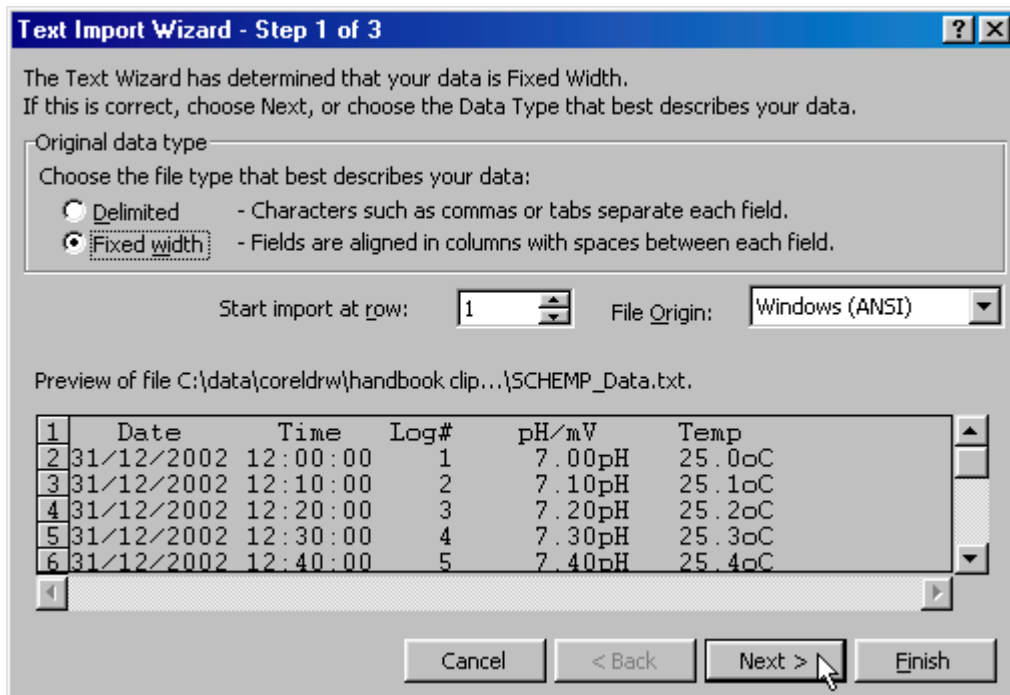 Text Import Wizard - Step 1 of 3
The Text Wizard has determined that your data is Fixed Width.
If this is correct, choose Next, or choose the Data Type that best describes your data.
Original data type
Choose the file type that best describes your data:
Delimited - Characters such as commas or tabs separate each field.
Fixed width - Fields are aligned in columns with spaces between each field.
Start import at row: 1 File Origin: Windows (ANSI)
Preview of file C:\data\coreldrw\handbook clip...\SCHEMP_Data.txt.
1 Date Time Log# pH/mV Temp
2 31/12/2002 12:00:00 1 7.00pH 25.0oC
3 31/12/2002 12:10:00 2 7.10pH 25.1oC
4 31/12/2002 12:20:00 3 7.20pH 25.2oC
5 31/12/2002 12:30:00 4 7.30pH 25.3oC
6 31/12/2002 12:40:00 5 7.40pH 25.4oC
Cancel < Back Next > Finish